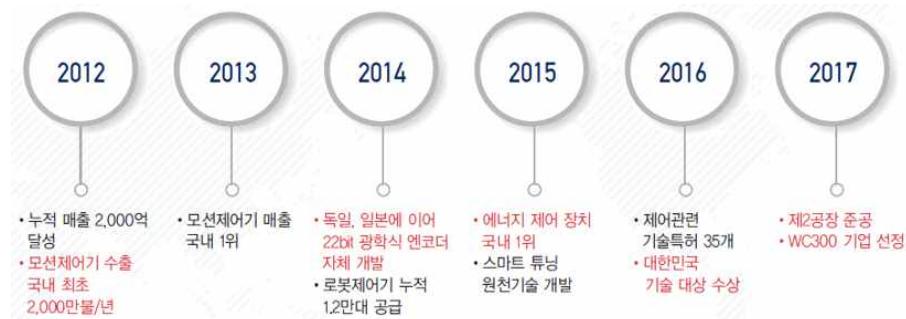 2012
2013
2014
2015
2016
2017
• 누적 매출 2,000억
달성
• 모션제어기 수출
국내 최초
2,000만불/년
• 모션제어기 매출
국내 1위
• 독일, 일본에 이어
22bit 광학식 엔코더
자체 개발
• 로봇제어기 누적
1.2만대 공급
• 에너지 제어 장치
국내 1위
• 스마트 튜닝
원천기술 개발
• 제어관련
기술특허 35개
• 대한민국
기술 대상 수상
• 제2공장 준공
• WC300 기업 선정